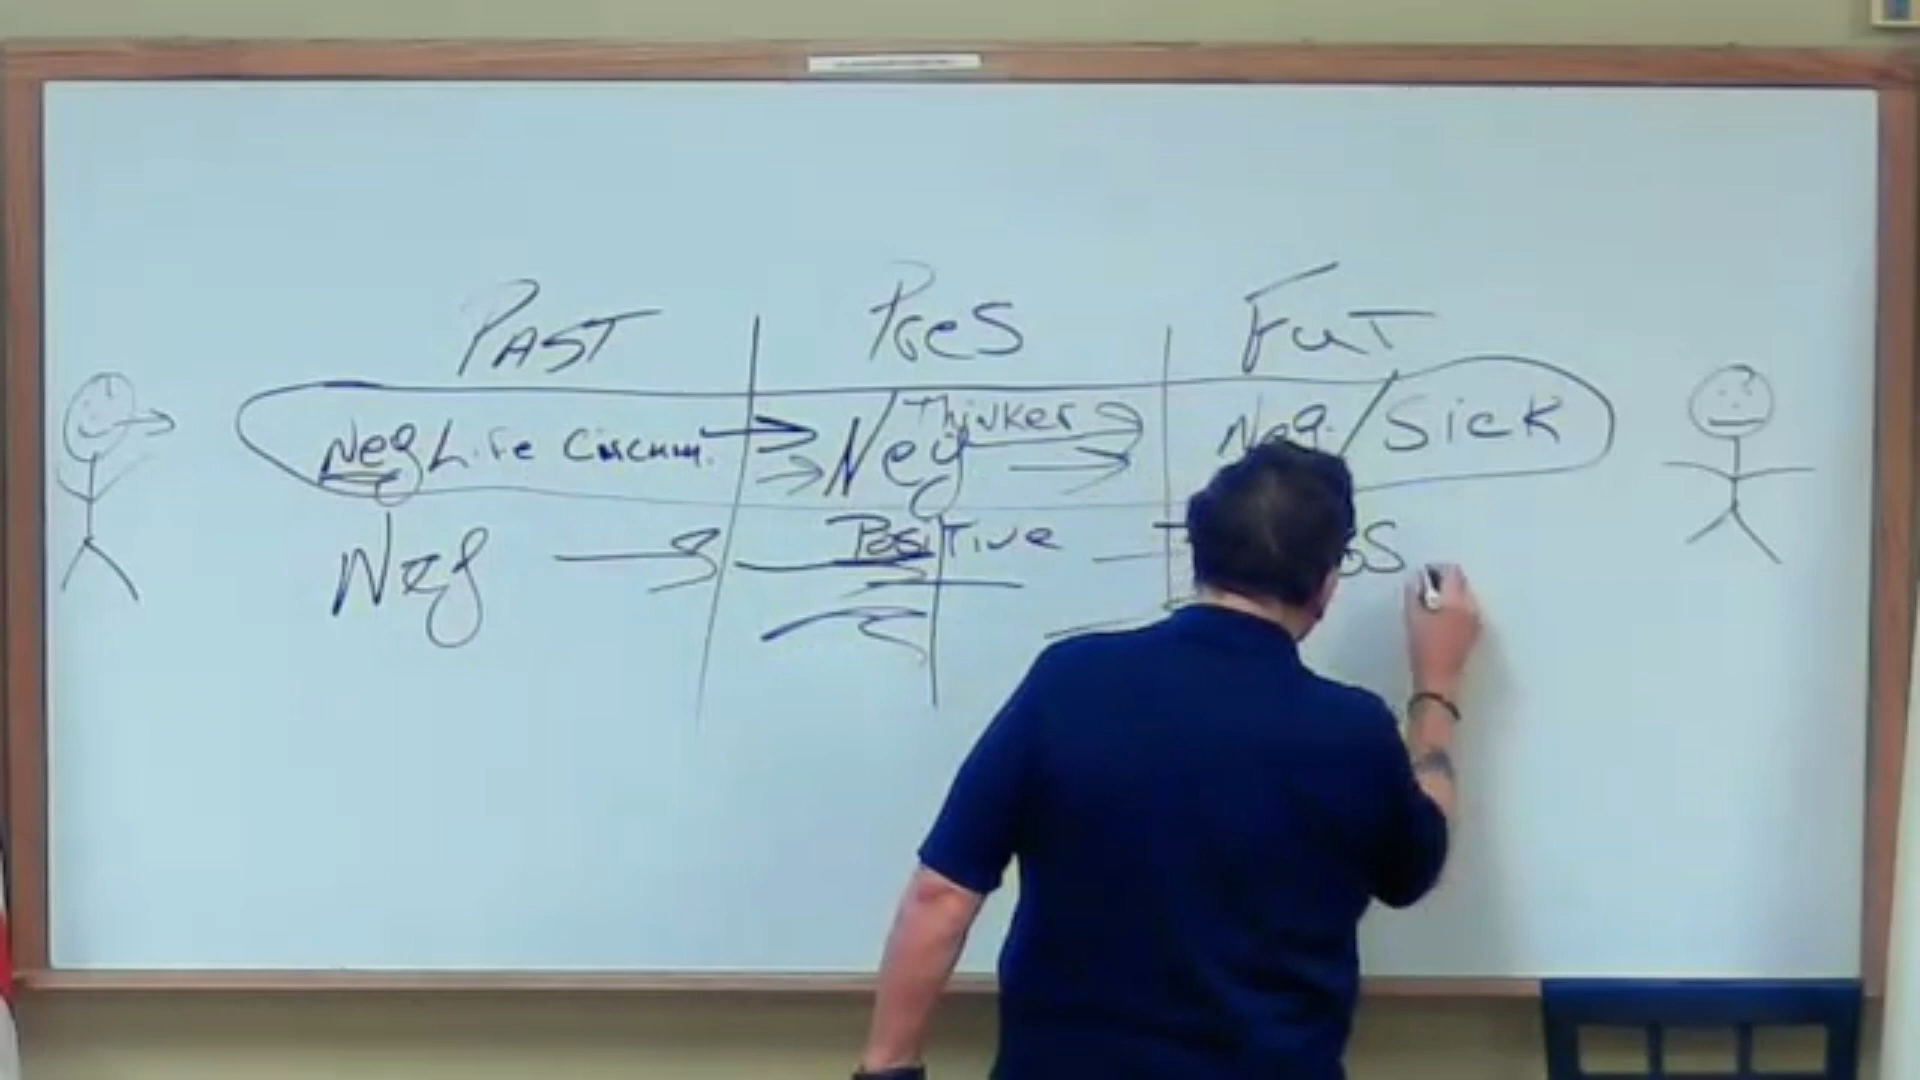 PAST PreS FuT
Neg Life Circum. Neg Thinker Neg./Sick
Neg Positive